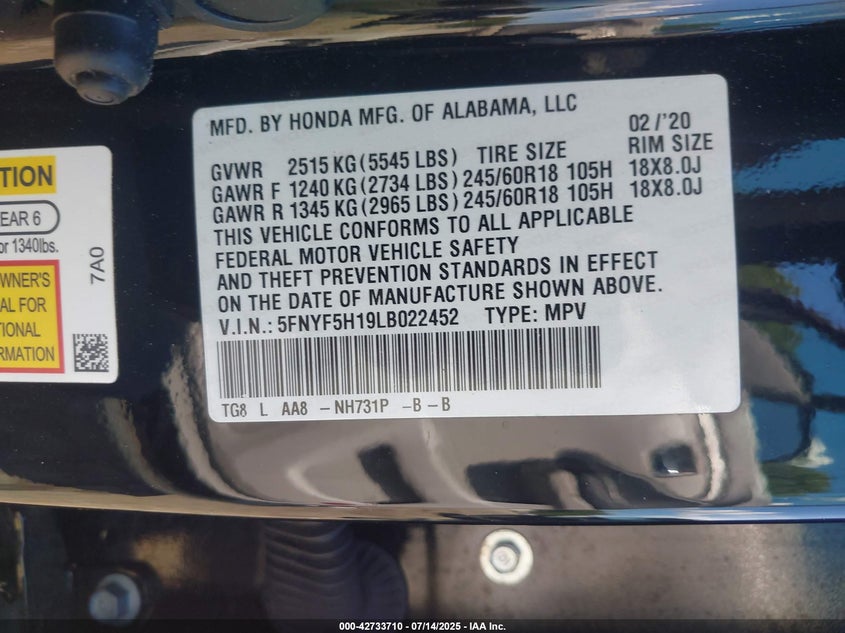 MFD. BY HONDA MFG. OF ALABAMA, LLC
02/'20
GVWR 2515 KG (5545 LBS) TIRE SIZE RIM SIZE
GAWR F 1240 KG (2734 LBS) 245/60R18 105H 18X8.0J
GAWR R 1345 KG (2965 LBS) 245/60R18 105H 18X8.0J
THIS VEHICLE CONFORMS TO ALL APPLICABLE
FEDERAL MOTOR VEHICLE SAFETY
AND THEFT PREVENTION STANDARDS IN EFFECT
ON THE DATE OF MANUFACTURE SHOWN ABOVE.
V.I.N.: 5FNYF5H19LB022452 TYPE: MPV
TG8 L AA8 – NH731P – B – B
TION
EAR 6
or 1340lbs.
WNER'S
AL FOR
TIONAL
RMATION
7A0
000-42733710 - 07/14/2025 - IAA Inc.